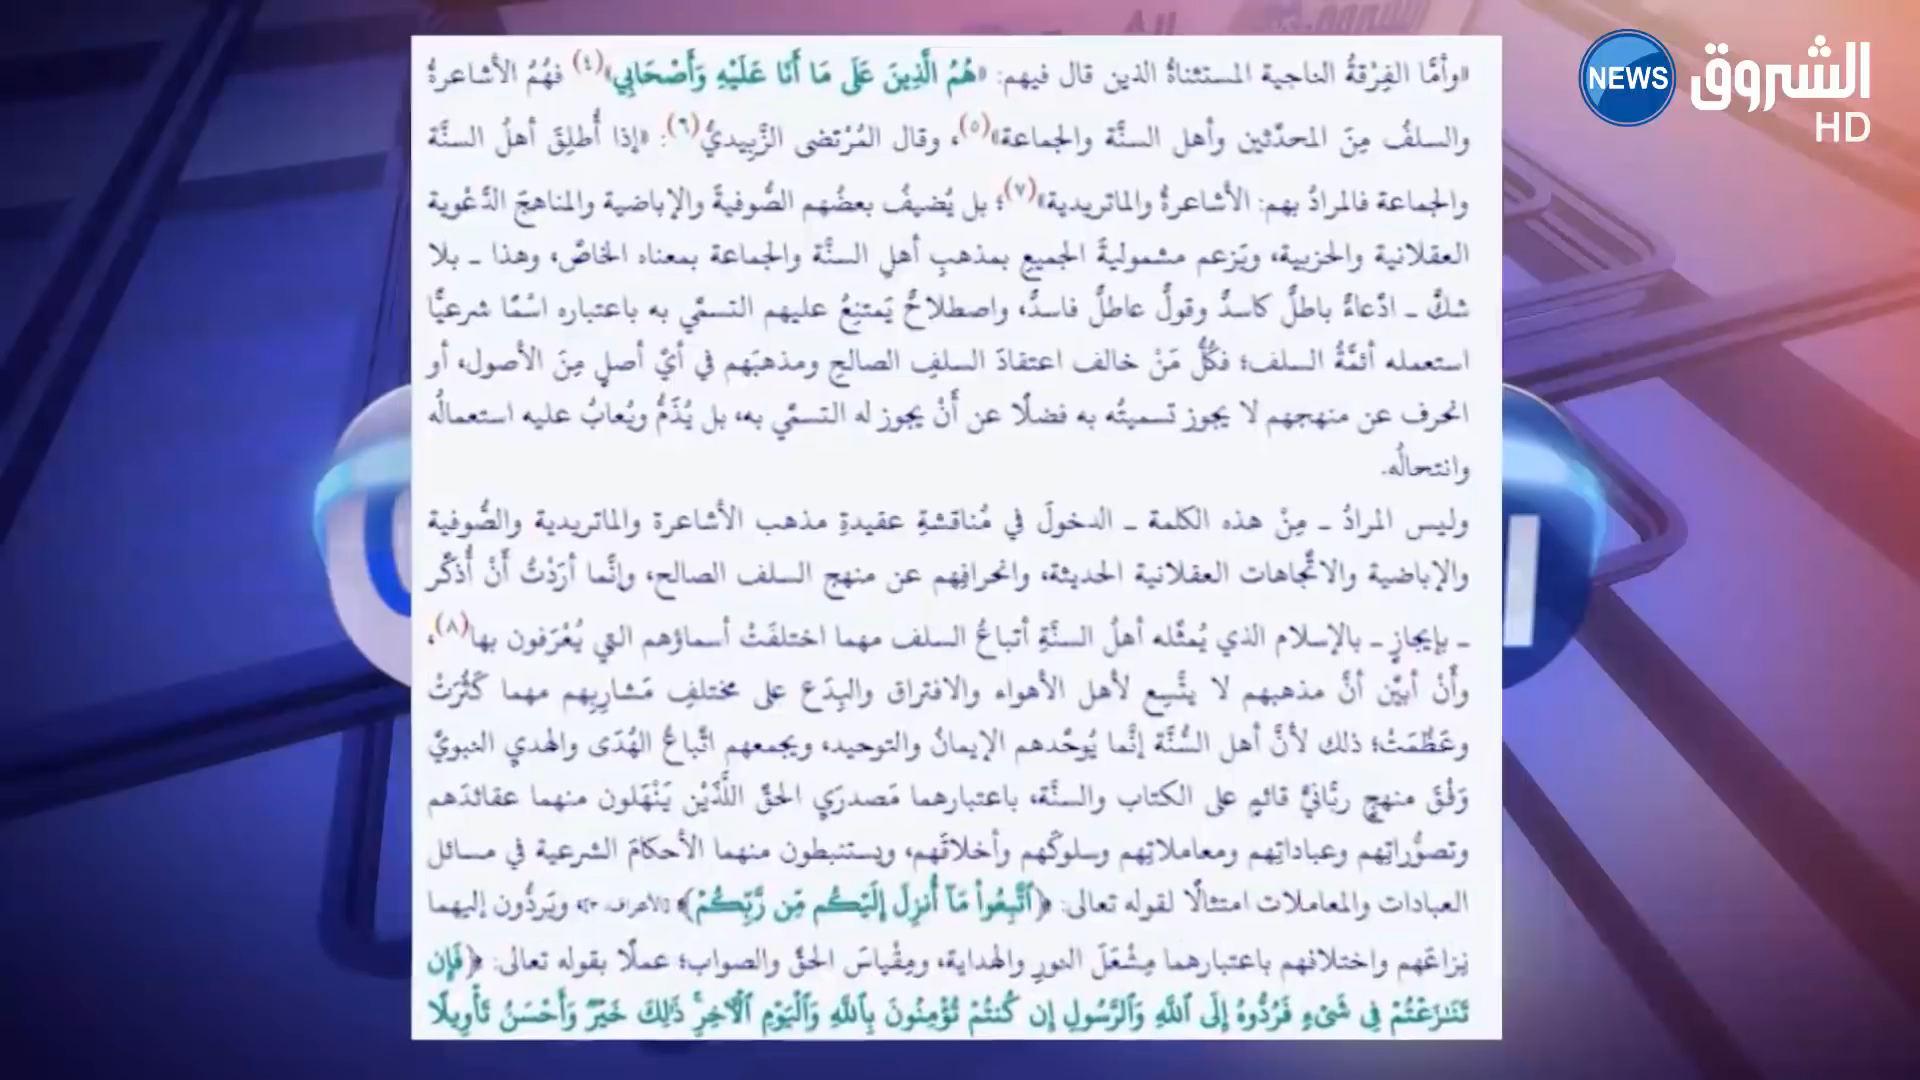 الشروق
NEWS
HD
«وأمَّا الفِرْقةُ الناجية المستثناةُ الذين قال فيهم: «هُمُ الَّذِينَ عَلَى مَا أَنَا عَلَيْهِ وَأَصْحَابِي»(٤) فهُمُ الأشاعرةُ
والسلفُ مِنَ المحدِّثين وأهل السنَّة والجماعة»(٥)، وقال المُرْتضى الزَّبِيديُّ(٦): «إذا أُطلِقَ أهلُ السنَّة
والجماعة فالمرادُ بهم: الأشاعرةُ والماتريدية»(٧)؛ بل يُضيفُ بعضُهم الصُّوفيةَ والإباضية والمناهجَ الدَّعْوية
العقلانية والحزبية، ويَزعم مشموليةَ الجميعِ بمذهبِ أهلِ السنَّة والجماعة بمعناه الخاصِّ، وهذا ـ بلا
شكٍّ ـ ادِّعاءٌ باطلٌ كاسدٌ وقولٌ عاطلٌ فاسدٌ، واصطلاحٌ يَمتنِعُ عليهم التسمِّي به باعتباره اسْمًا شرعيًّا
استعمله أئمَّةُ السلف؛ فكُلُّ مَنْ خالف اعتقادَ السلفِ الصالحِ ومذهبَهم في أيِّ أصلٍ مِنَ الأصول، أو
انحرف عن منهجهم لا يجوز تسميتُه به فضلًا عن أَنْ يجوز له التسمِّي به، بل يُذَمُّ ويُعابُ عليه استعمالُه
وانتحالُه.
وليس المرادُ ـ مِنْ هذه الكلمة ـ الدخولَ في مُناقشةِ عقيدةِ مذهب الأشاعرة والماتريدية والصُّوفية
والإباضية والاتِّجاهات العقلانية الحديثة، وانحرافِهم عن منهج السلف الصالح، وإنَّما أرَدْتُ أَنْ أُذكِّر
ـ بإيجازٍ ـ بالإسلام الذي يُمثِّله أهلُ السنَّةِ أتباعُ السلف مهما اختلفَتْ أسماؤهم التي يُعْرَفون بها(٨)،
وأَنْ أبيِّن أنَّ مذهبهم لا يتَّسِع لأهل الأهواء والافتراق والبِدَع على مختلفِ مَشارِبِهم مهما كَثُرَتْ
وعَظُمَتْ؛ ذلك لأنَّ أهل السُّنَّة إنَّما يُوحِّدهم الإيمانُ والتوحيد، ويجمعهم اتِّباعُ الهُدَى والهديِ النبويِّ
وَفْقَ منهجٍ ربَّانيٍّ قائمٍ على الكتاب والسنَّة، باعتبارهما مَصدرَيِ الحقِّ اللَّذَيْن يَنْهَلون منهما عقائدَهم
وتصوُّراتِهم وعباداتِهم ومعاملاتِهم وسلوكَهم وأخلاقَهم، ويستنبطون منهما الأحكامَ الشرعية في مسائل
العبادات والمعاملات امتثالًا لقوله تعالى: ﴿ٱتَّبِعُواْ مَآ أُنزِلَ إِلَيۡكُم مِّن رَّبِّكُمۡ﴾ [الأعراف: ٣]، ويَردُّون إليهما
نِزاعَهم واختلافهم باعتبارهما مِشْعَلَ النورِ والهداية، ومِقْياسَ الحقِّ والصواب؛ عملًا بقوله تعالى: ﴿فَإِن
تَنَٰزَعۡتُمۡ فِي شَيۡءٖ فَرُدُّوهُ إِلَى ٱللَّهِ وَٱلرَّسُولِ إِن كُنتُمۡ تُؤۡمِنُونَ بِٱللَّهِ وَٱلۡيَوۡمِ ٱلۡأٓخِرِۚ ذَٰلِكَ خَيۡرٞ وَأَحۡسَنُ تَأۡوِيلًا